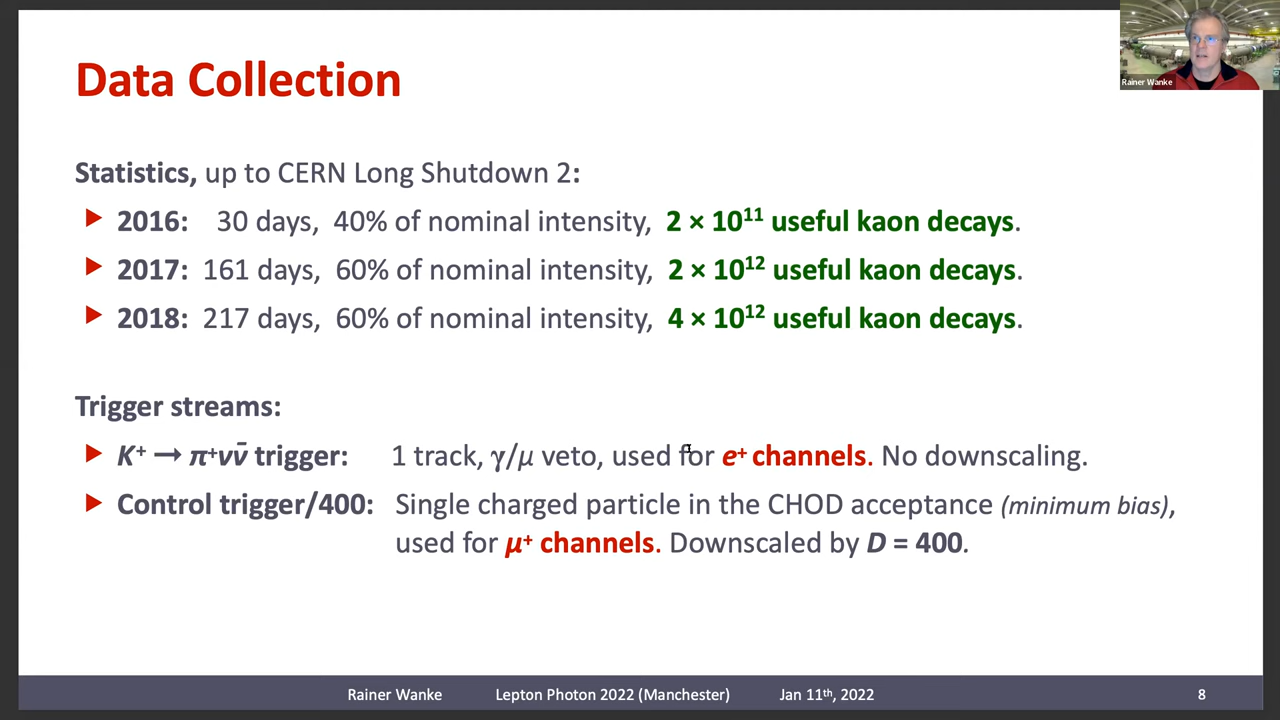 Data Collection
Rainer Wanke
Statistics, up to CERN Long Shutdown 2:
2016: 30 days, 40% of nominal intensity, 2 × 10¹¹ useful kaon decays.
2017: 161 days, 60% of nominal intensity, 2 × 10¹² useful kaon decays.
2018: 217 days, 60% of nominal intensity, 4 × 10¹² useful kaon decays.
Trigger streams:
K⁺ → π⁺νν̄ trigger: 1 track, γ/μ veto, used for e⁺ channels. No downscaling.
Control trigger/400: Single charged particle in the CHOD acceptance (minimum bias),
used for μ⁺ channels. Downscaled by D = 400.
Rainer Wanke Lepton Photon 2022 (Manchester) Jan 11th, 2022 8